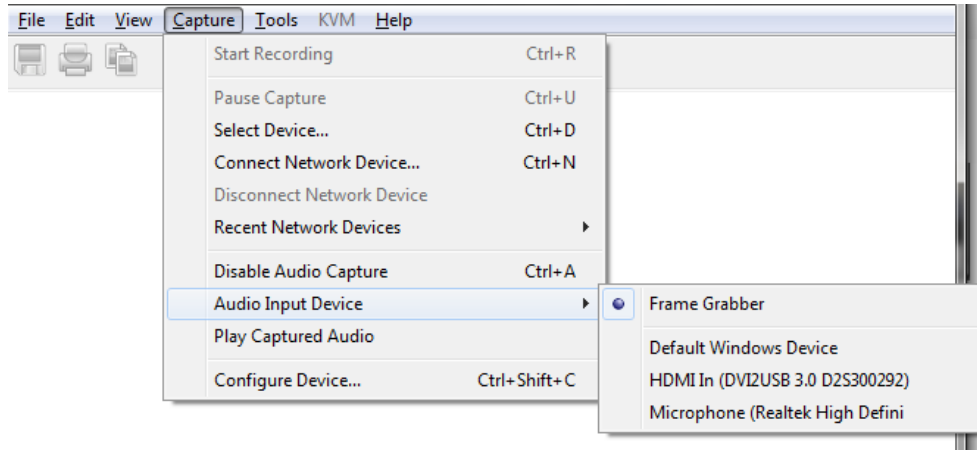 File Edit View Capture Tools KVM Help
Start Recording Ctrl+R
Pause Capture Ctrl+U
Select Device... Ctrl+D
Connect Network Device... Ctrl+N
Disconnect Network Device
Recent Network Devices
Disable Audio Capture Ctrl+A
Audio Input Device
Play Captured Audio
Configure Device... Ctrl+Shift+C
Frame Grabber
Default Windows Device
HDMI In (DVI2USB 3.0 D2S300292)
Microphone (Realtek High Defini